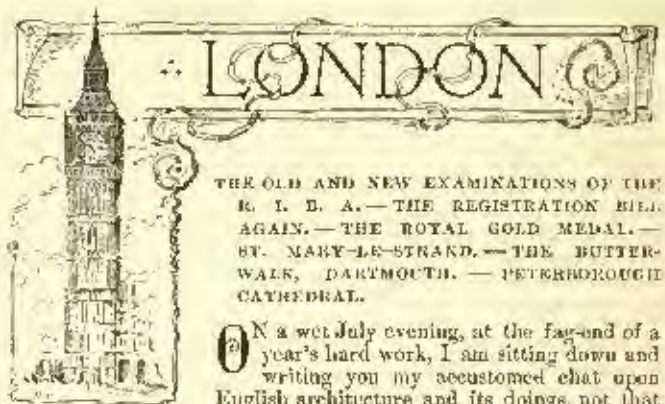 LONDON
THE OLD AND NEW EXAMINATIONS OF THE
R. I. B. A. — THE REGISTRATION BILL
AGAIN. — THE ROYAL GOLD MEDAL. —
ST. MARY-LE-STRAND. — THE BUTTER-
WALK, DARTMOUTH. — PETERBOROUGH
CATHEDRAL.
ON a wet July evening, at the fag-end of a
year's hard work, I am sitting down and
writing you my accustomed chat upon
English architecture and its doings, not that